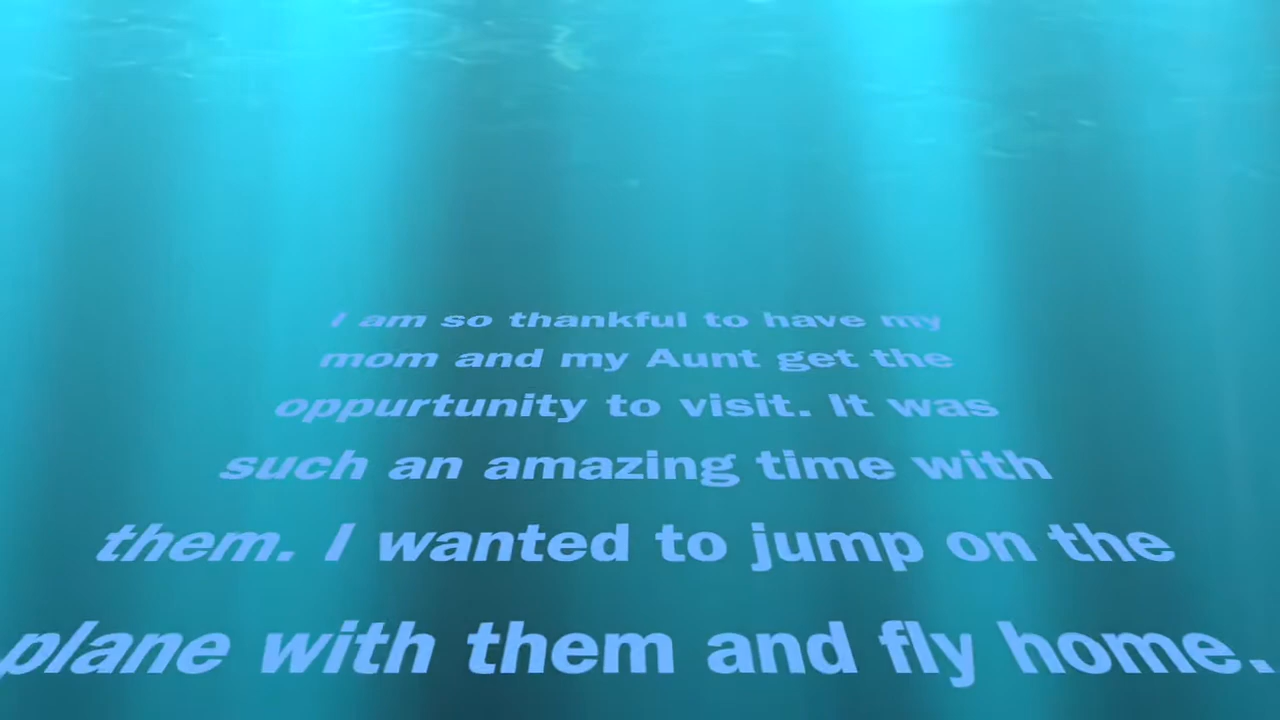 I am so thankful to have my
mom and my Aunt get the
oppurtunity to visit. It was
such an amazing time with
them. I wanted to jump on the
plane with them and fly home.